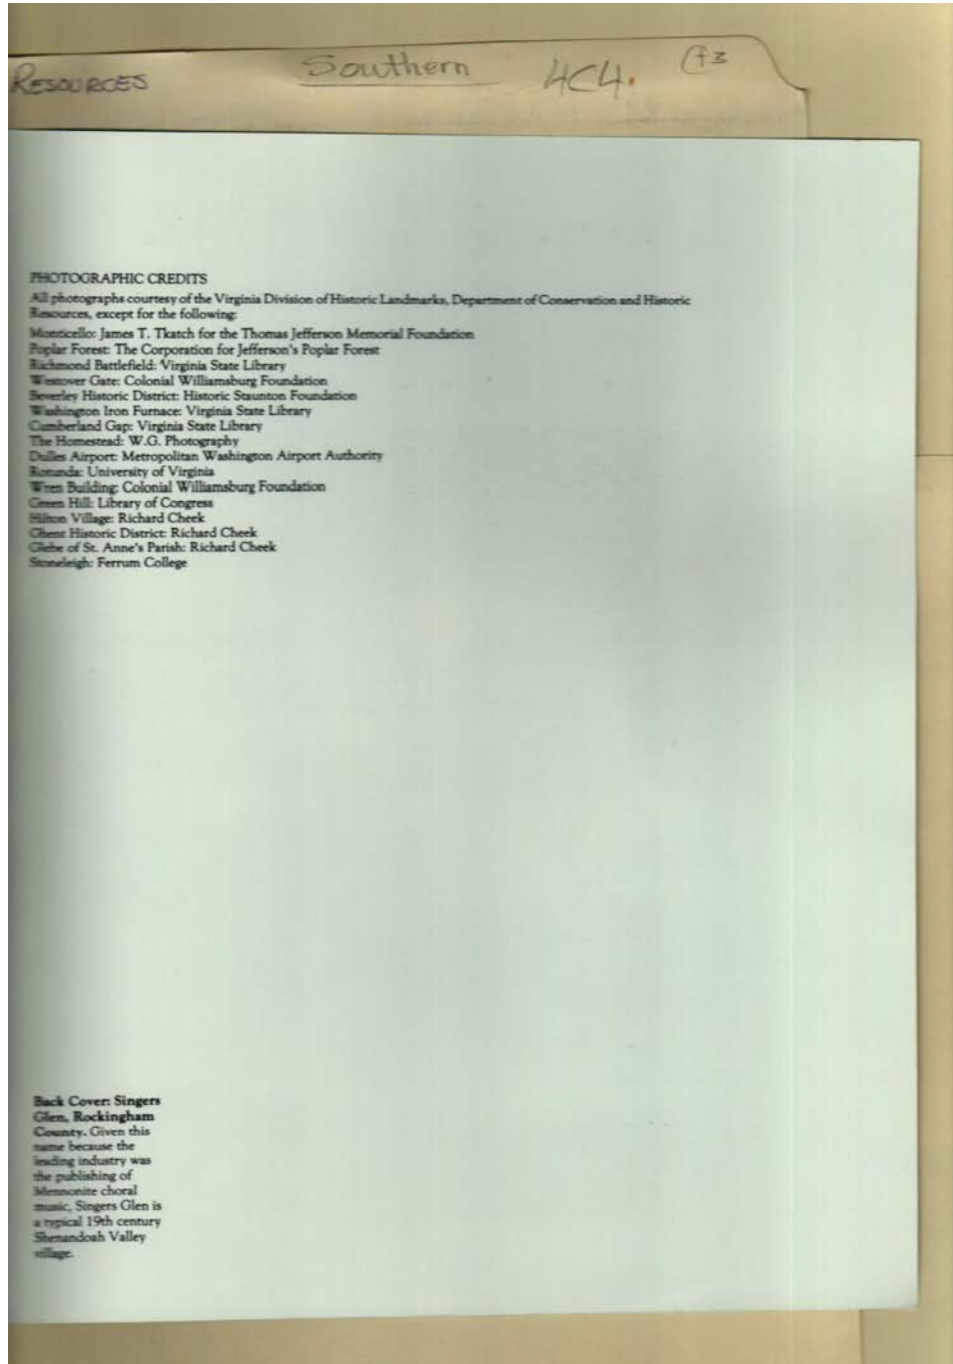 RESOURCES Southern 4C4. (f3
PHOTOGRAPHIC CREDITS
All photographs courtesy of the Virginia Division of Historic Landmarks, Department of Conservation and Historic
Resources, except for the following:
Monticello: James T. Tkatch for the Thomas Jefferson Memorial Foundation
Poplar Forest: The Corporation for Jefferson's Poplar Forest
Richmond Battlefield: Virginia State Library
Westover Gate: Colonial Williamsburg Foundation
Beverley Historic District: Historic Staunton Foundation
Washington Iron Furnace: Virginia State Library
Cumberland Gap: Virginia State Library
The Homestead: W.G. Photography
Dulles Airport: Metropolitan Washington Airport Authority
Rotunda: University of Virginia
Wren Building: Colonial Williamsburg Foundation
Green Hill: Library of Congress
Hilton Village: Richard Cheek
Ghent Historic District: Richard Cheek
Glebe of St. Anne's Parish: Richard Cheek
Stoneleigh: Ferrum College
Back Cover: Singers
Glen, Rockingham
County. Given this
name because the
leading industry was
the publishing of
Mennonite choral
music, Singers Glen is
a typical 19th century
Shenandoah Valley
village.